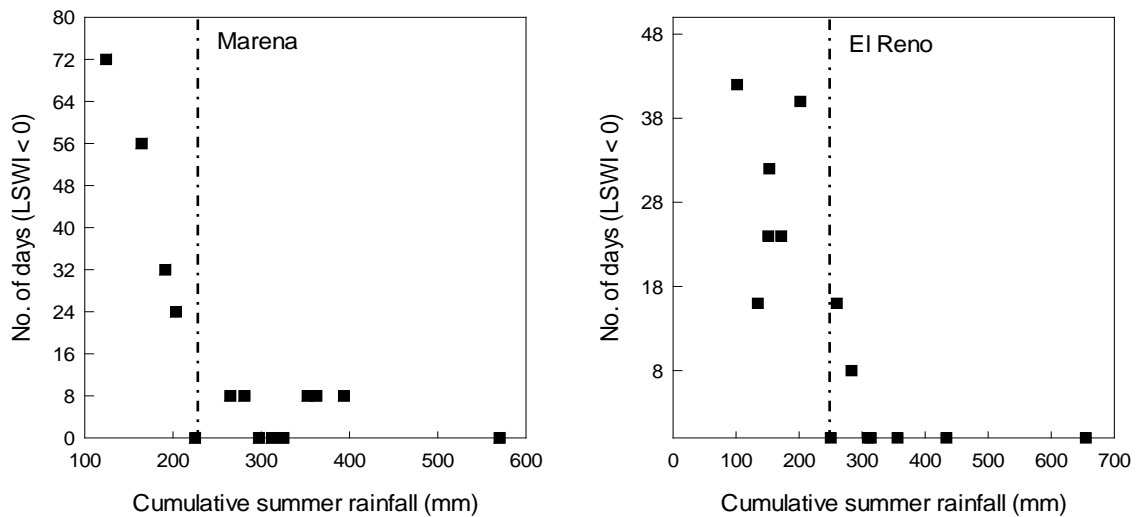 80
72
64
56
48
40
32
24
16
8
0
No. of days (LSWI < 0)
Marena
100 200 300 400 500 600
Cumulative summer rainfall (mm)
48
38
28
18
8
No. of days (LSWI < 0)
El Reno
0 100 200 300 400 500 600 700
Cumulative summer rainfall (mm)